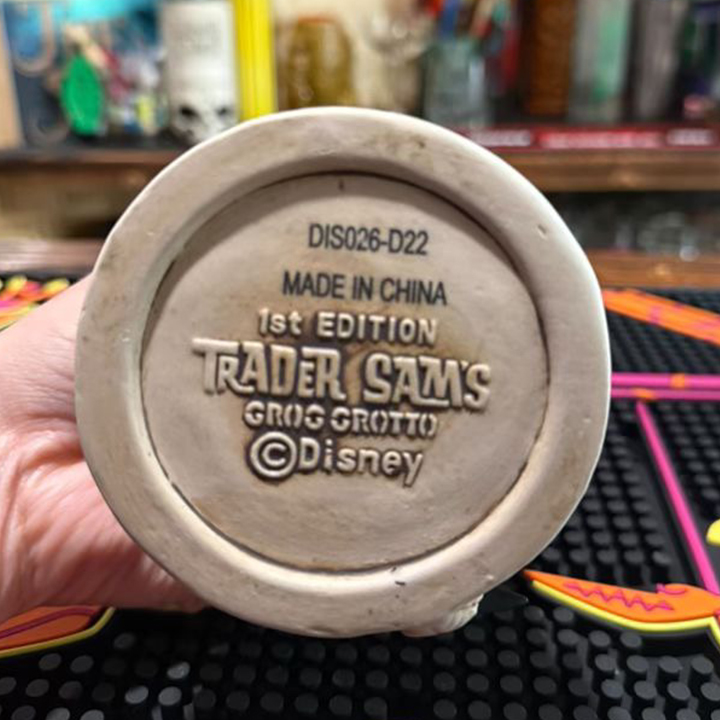 DIS026-D22
MADE IN CHINA
1st EDITION
TRADER SAM'S
GROG GROTTO
©Disney